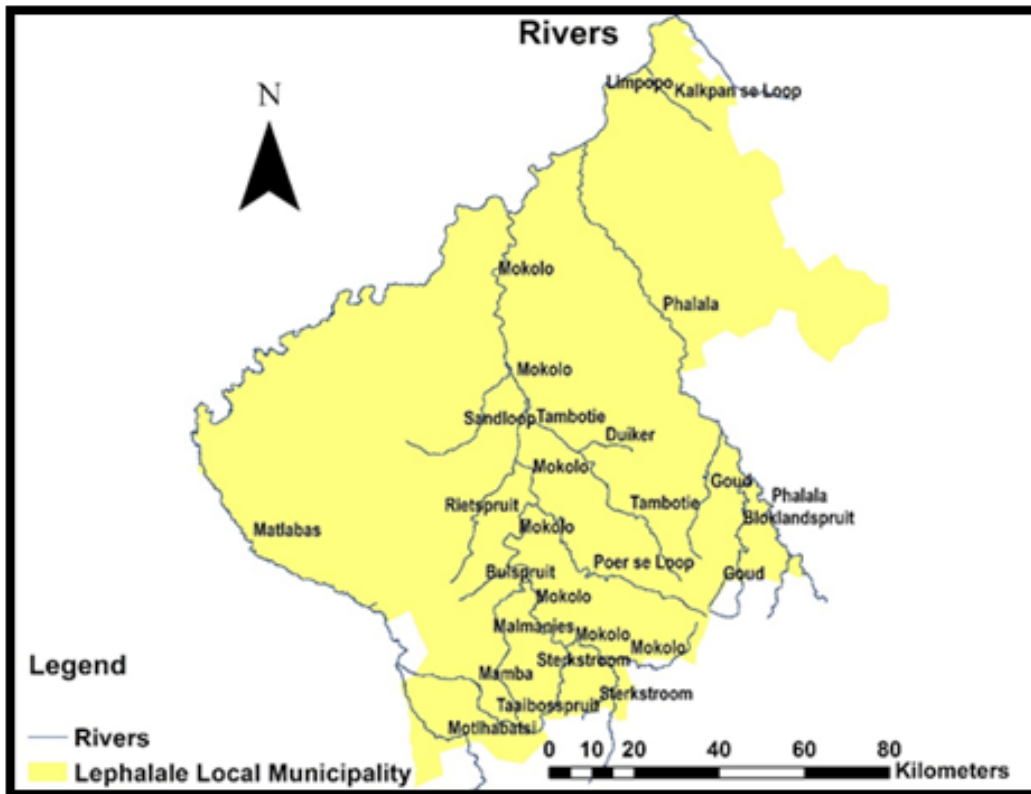 Rivers
N
Limpopo
Kalkpan se Loop
Mokolo
Phalala
Mokolo
Sandloop
Tambotie
Duiker
Mokolo
Goud
Phalala
Rietspruit
Tambotie
Bloklandspruit
Matlabas
Mokolo
Poer se Loop
Bulspruit
Goud
Mokolo
Malmanies
Mokolo
Mokolo
Legend
Sterkstroom
Mamba
Sterkstroom
Taaibosspruit
Motlhabatsi
Rivers
Lephalale Local Municipality
0 10 20 40 60 80
Kilometers